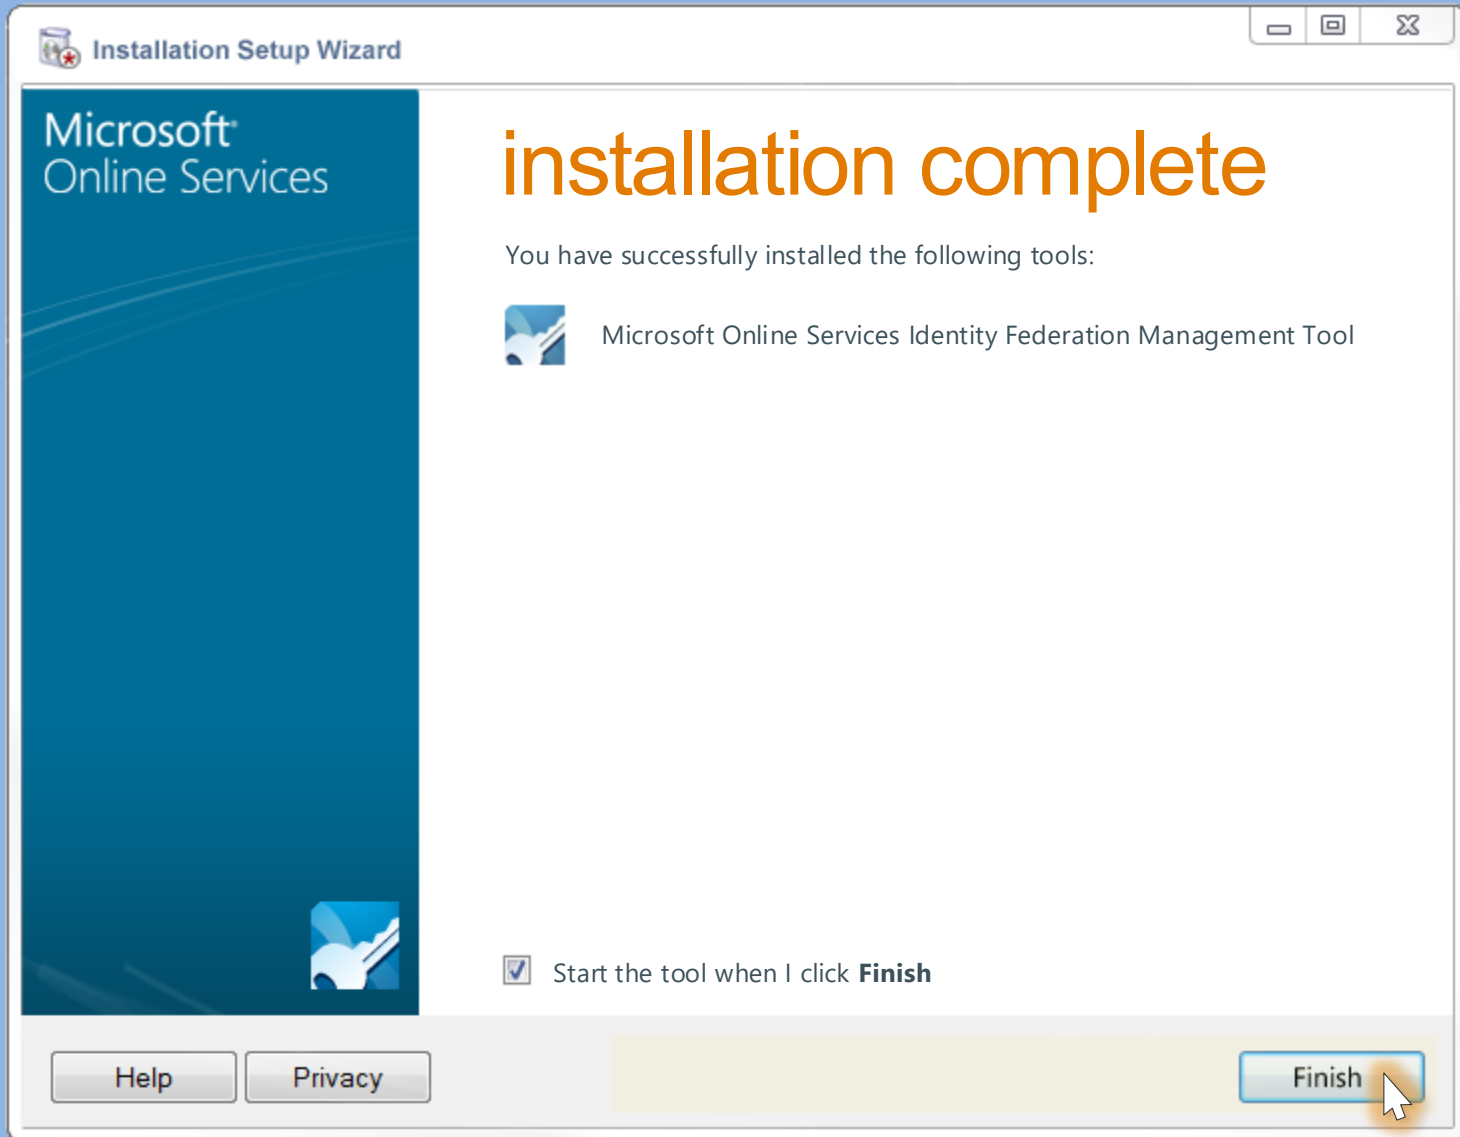 Installation Setup Wizard
Microsoft®
Online Services
installation complete
You have successfully installed the following tools:
Microsoft Online Services Identity Federation Management Tool
Start the tool when I click Finish
Help
Privacy
Finish